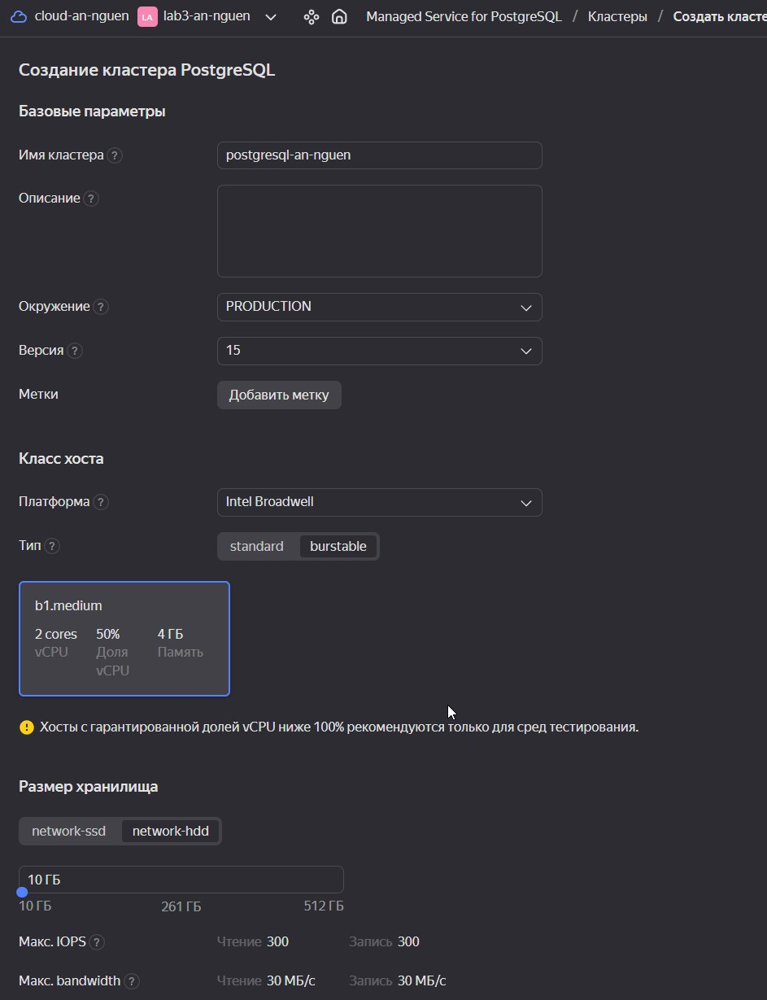 cloud-an-nguen LA lab3-an-nguen Managed Service for PostgreSQL / Кластеры / Создать класте
Создание кластера PostgreSQL
Базовые параметры
Имя кластера ? postgresql-an-nguen
Описание ?
Окружение ? PRODUCTION
Версия ? 15
Метки Добавить метку
Класс хоста
Платформа ? Intel Broadwell
Тип ? standard burstable
b1.medium
2 cores 50% 4 ГБ
vCPU Доля Память
vCPU
! Хосты с гарантированной долей vCPU ниже 100% рекомендуются только для сред тестирования.
Размер хранилища
network-ssd network-hdd
10 ГБ
10 ГБ 261 ГБ 512 ГБ
Макс. IOPS ? Чтение 300 Запись 300
Макс. bandwidth ? Чтение 30 МБ/с Запись 30 МБ/с